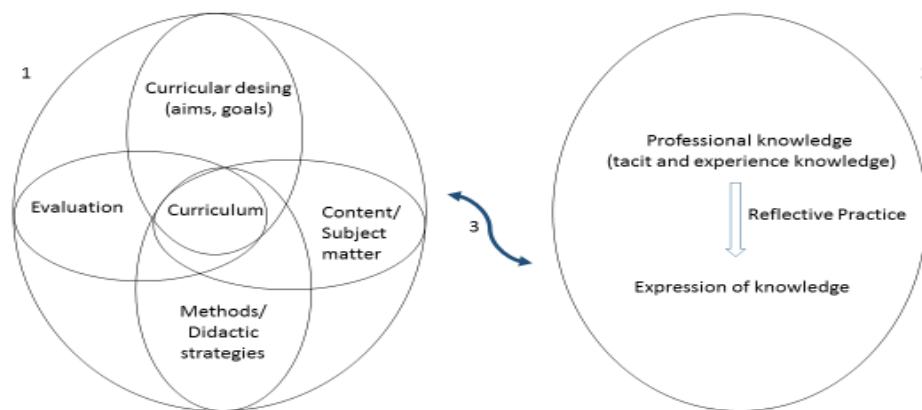 1
Curricular desing
(aims, goals)
Evaluation
Curriculum
Content/
Subject
matter
Methods/
Didactic
strategies
3
Professional knowledge
(tacit and experience knowledge)
Reflective Practice
Expression of knowledge